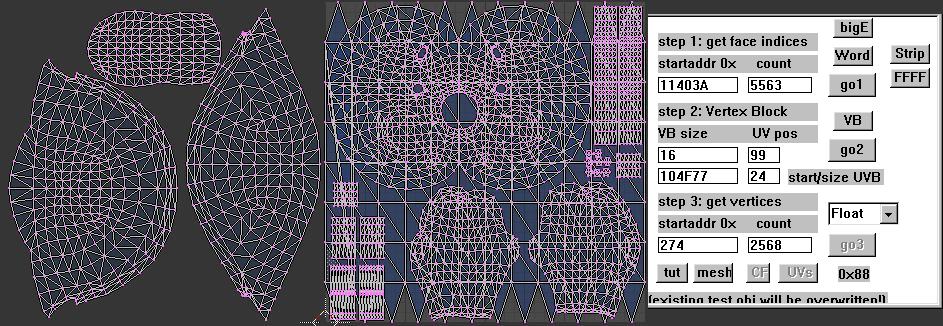 bigE
step 1: get face indices
Word
Strip
startaddr 0x count
FFFF
11403A 5563
go1
step 2: Vertex Block
VB
VB size UV pos
go2
16 99
104F77 24 start/size UVB
step 3: get vertices
Float
startaddr 0x count
274 2568
go3
tut mesh CF UVs 0x88
(existing test obj will be overwritten!)